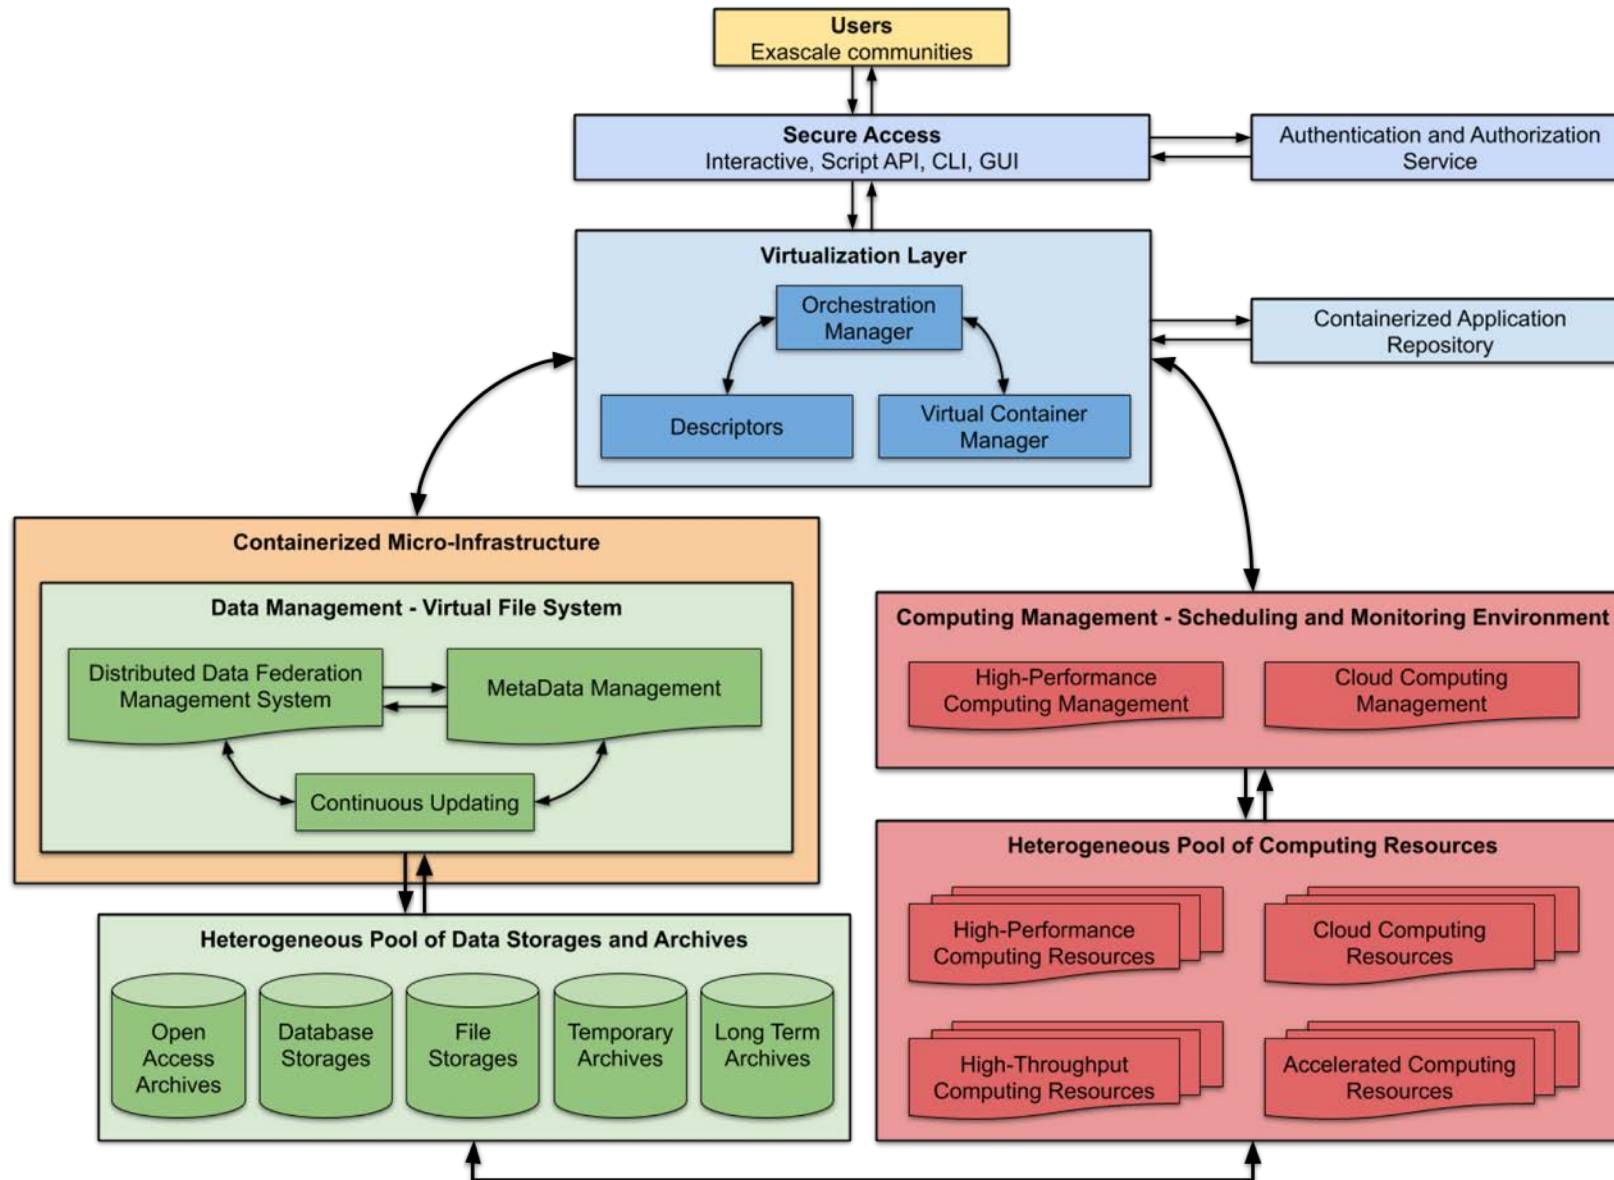 Users
Exascale communities
Secure Access
Interactive, Script API, CLI, GUI
Authentication and Authorization
Service
Virtualization Layer
Orchestration
Manager
Descriptors
Virtual Container
Manager
Containerized Application
Repository
Containerized Micro-Infrastructure
Data Management - Virtual File System
Distributed Data Federation
Management System
MetaData Management
Continuous Updating
Computing Management - Scheduling and Monitoring Environment
High-Performance
Computing Management
Cloud Computing
Management
Heterogeneous Pool of Data Storages and Archives
Open
Access
Archives
Database
Storages
File
Storages
Temporary
Archives
Long Term
Archives
Heterogeneous Pool of Computing Resources
High-Performance
Computing Resources
Cloud Computing
Resources
High-Throughput
Computing Resources
Accelerated Computing
Resources